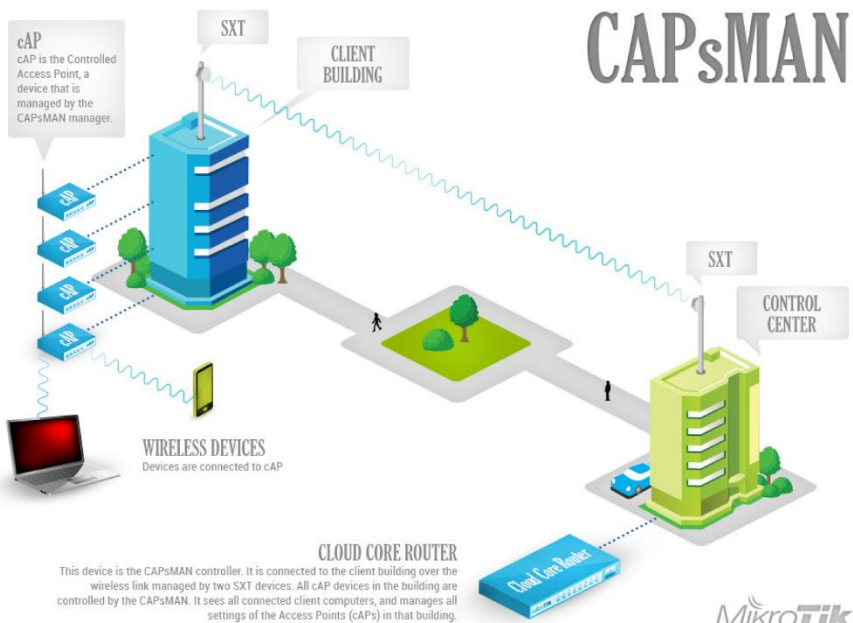 CAPsMAN
cAP
cAP is the Controlled
Access Point, a
device that is
managed by the
CAPsMAN manager.
SXT
CLIENT
BUILDING
cAP
cAP
cAP
cAP
SXT
CONTROL
CENTER
WIRELESS DEVICES
Devices are connected to cAP
CLOUD CORE ROUTER
This device is the CAPsMAN controller. It is connected to the client building over the
wireless link managed by two SXT devices. All cAP devices in the building are
controlled by the CAPsMAN. It sees all connected client computers, and manages all
settings of the Access Points (cAPs) in that building.
Cloud Core Router
MikroTik